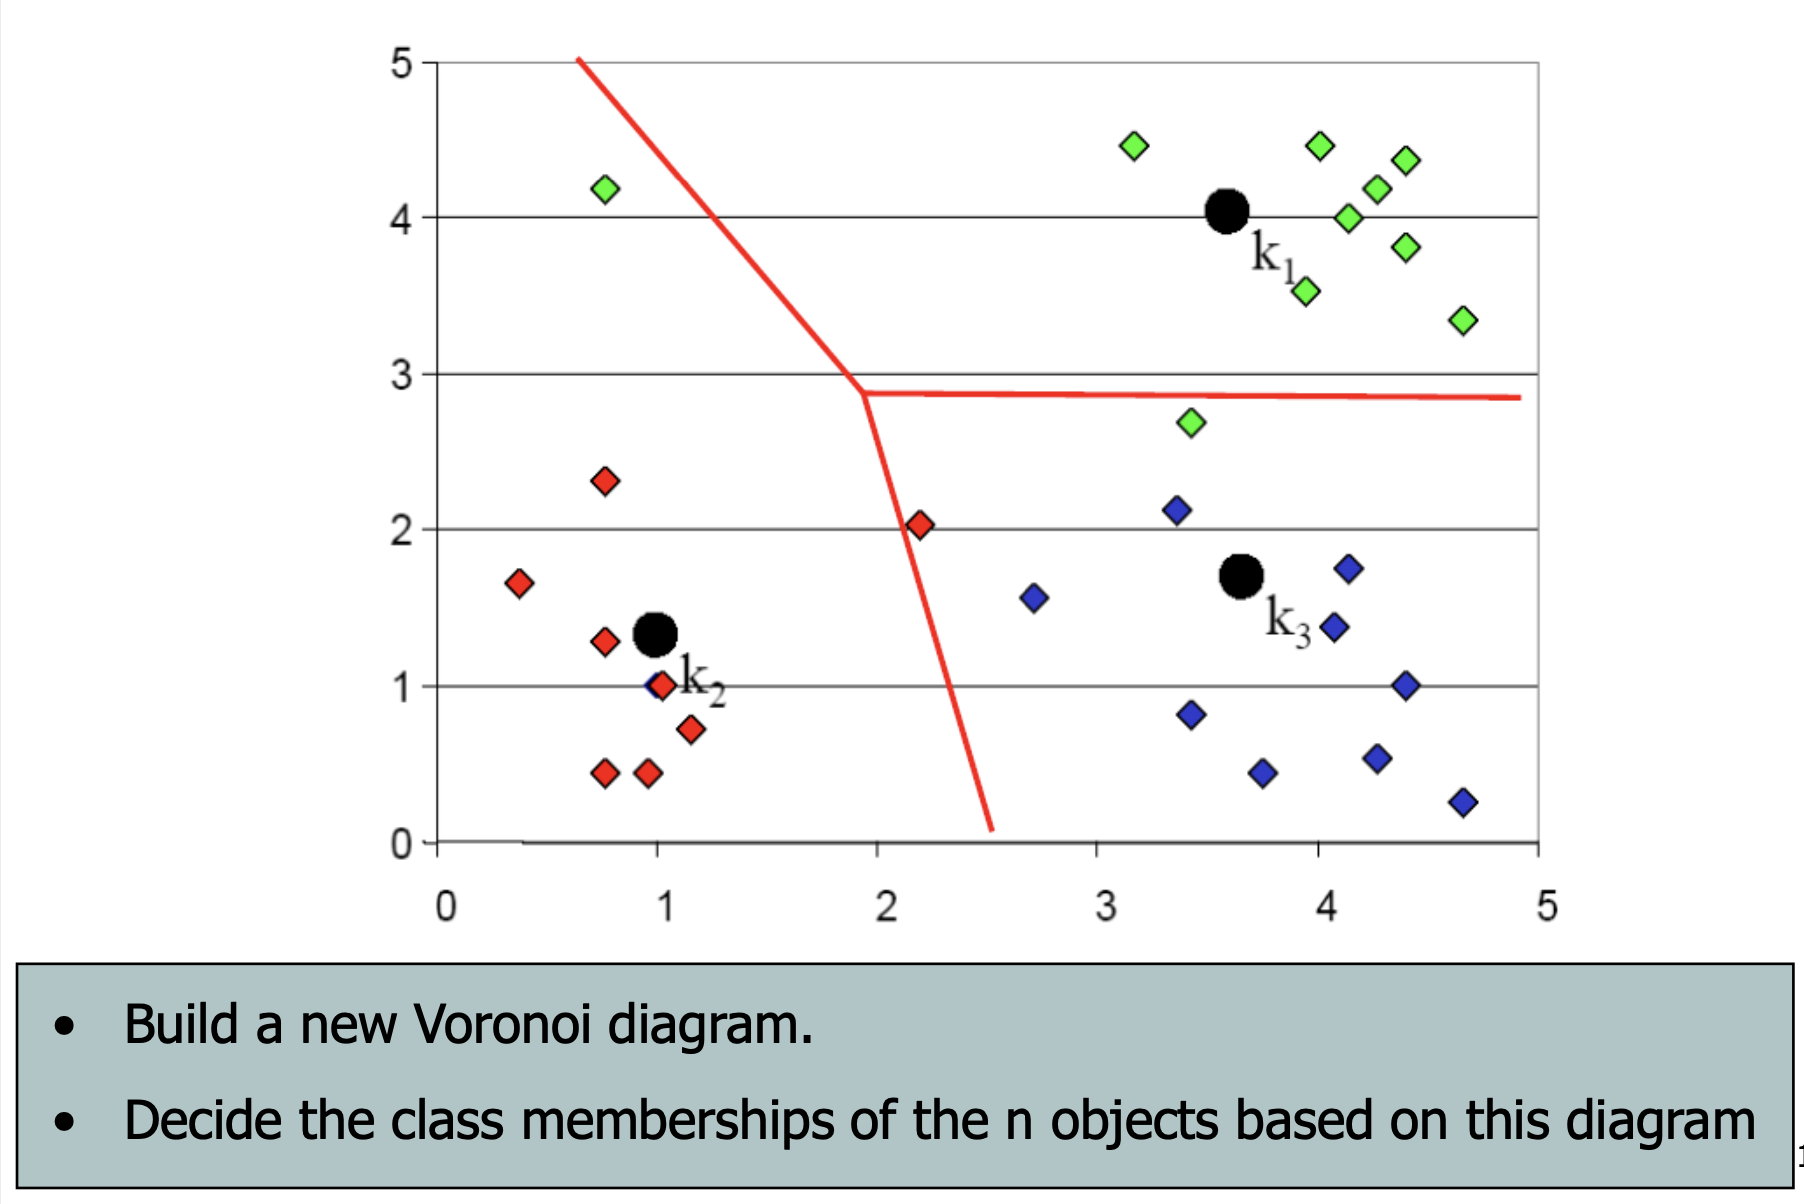 5
4
3
2
1
0
0 1 2 3 4 5
k1
k2
k3
• Build a new Voronoi diagram.
• Decide the class memberships of the n objects based on this diagram